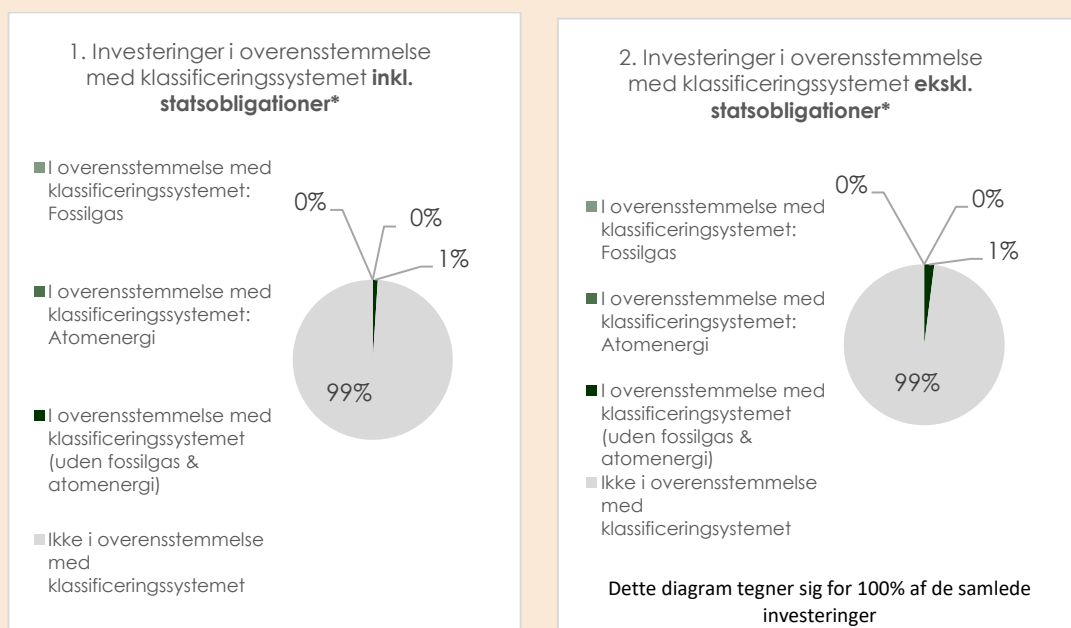 1. Investeringer i overensstemmelse
med klassificeringssystemet inkl.
statsobligationer*
I overensstemmelse med
klassificeringssystemet:
Fossilgas
I overensstemmelse med
klassificeringssystemet:
Atomenergi
I overensstemmelse med
klassificeringssystemet
(uden fossilgas &
atomenergi)
Ikke i overensstemmelse
med
klassificeringssystemet
0%
0%
1%
99%
2. Investeringer i overensstemmelse
med klassificeringssystemet ekskl.
statsobligationer*
I overensstemmelse med
klassificeringsystemet:
Fossilgas
I overensstemmelse med
klassificeringssystemet:
Atomenergi
I overensstemmelse med
klassificeringssystemet
(uden fossilgas &
atomenergi)
Ikke i overensstemmelse
med
klassificeringsystemet
0%
0%
1%
99%
Dette diagram tegner sig for 100% af de samlede
investeringer